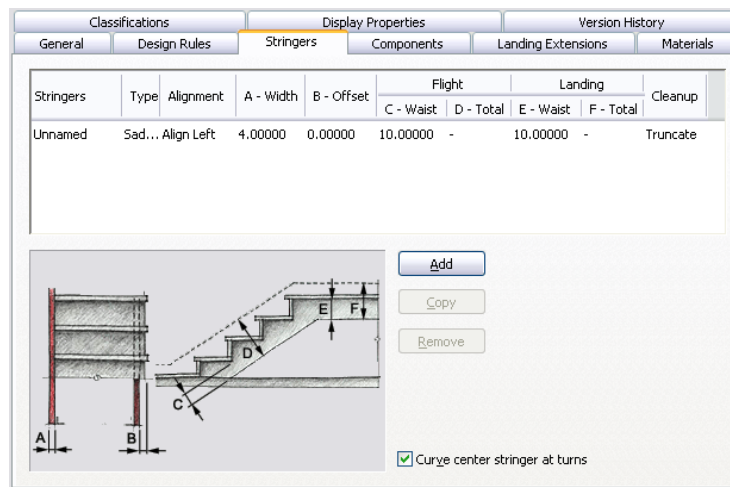 Classifications Display Properties Version History
General Design Rules Stringers Components Landing Extensions Materials
Stringers Type Alignment A - Width B - Offset Flight Landing Cleanup
C - Waist D - Total E - Waist F - Total
Unnamed Sad... Align Left 4.00000 0.00000 10.00000 - 10.00000 - Truncate
Add
Copy
Remove
E F
D
C
A B
Curve center stringer at turns